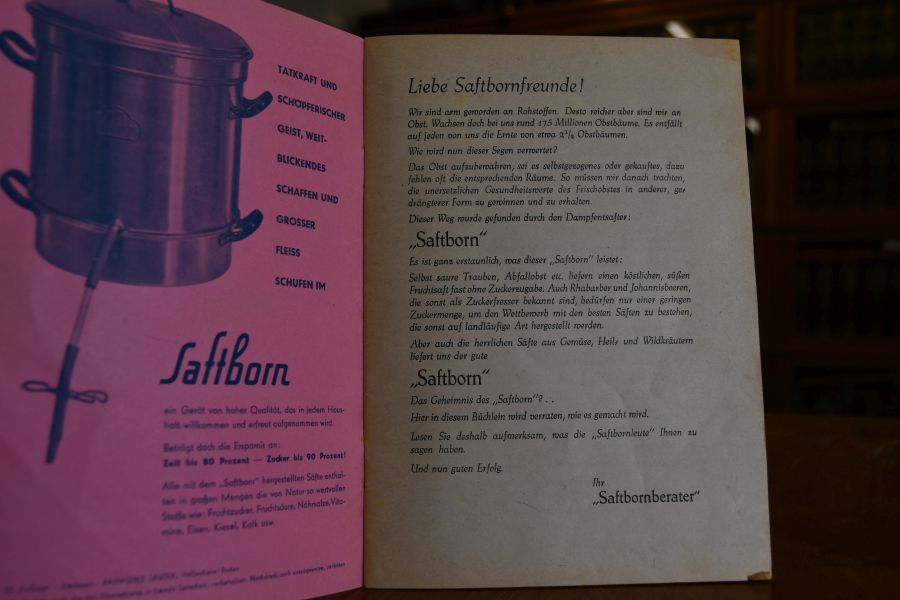 TATKRAFT UND
SCHÖPFERISCHER
GEIST, WEIT-
BLICKENDES
SCHAFFEN UND
GROSSER
FLEISS
SCHUFEN IM
Saftborn
ein Gerät von hoher Qualität, das in jedem Haus-
halt willkommen und erfreut aufgenommen wird.
Beträgt doch die Ersparnis an:
Zeit bis 80 Prozent — Zucker bis 90 Prozent!
Alle mit dem „Saftborn" hergestellten Säfte enthal-
ten in großen Mengen die von Natur so wertvollen
Stoffe wie: Fruchtzucker, Fruchtsäure, Nährsalze, Vita-
mine, Eisen, Kiesel, Kalk usw.
Liebe Saftbornfreunde!
Wir sind arm geworden an Rohstoffen. Desto reicher aber sind wir an
Obst. Wachsen doch bei uns rund 175 Millionen Obstbäume. Es entfällt
auf jeden von uns die Ernte von etwa 2¹/₂ Obstbäumen.
Wie wird nun dieser Segen verwertet?
Das Obst aufzubewahren, sei es selbstgezogenes oder gekauftes, dazu
fehlen oft die entsprechenden Räume. So müssen wir danach trachten,
die unersetzlichen Gesundheitswerte des Frischobstes in anderer, ge-
drängterer Form zu gewinnen und zu erhalten.
Dieser Weg wurde gefunden durch den Dampfentsafter:
„Saftborn"
Es ist ganz erstaunlich, was dieser „Saftborn" leistet:
Selbst saure Trauben, Abfallobst etc. liefern einen köstlichen, süßen
Fruchtsaft fast ohne Zuckerzugabe. Auch Rhabarber und Johannisbeeren,
die sonst als Zuckerfresser bekannt sind, bedürfen nur einer geringen
Zuckermenge, um den Wettbewerb mit den besten Säften zu bestehen,
die sonst auf landläufige Art hergestellt werden.
Aber auch die herrlichen Säfte aus Gemüse, Heil- und Wildkräutern
liefert uns der gute
„Saftborn"
Das Geheimnis des „Saftborn"? . .
Hier in diesem Büchlein wird verraten, wie es gemacht wird.
Lesen Sie deshalb aufmerksam, was die „Saftbornleute" Ihnen zu
sagen haben.
Und nun guten Erfolg.
Ihr
„Saftbornberater"